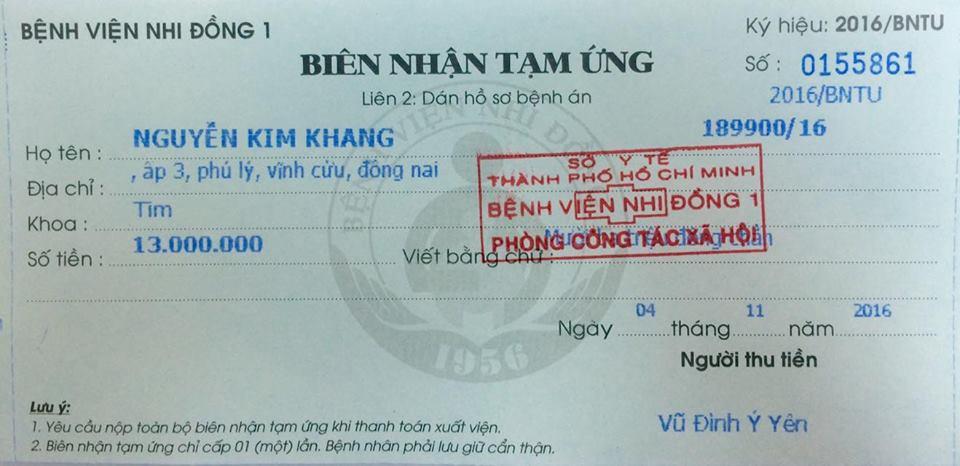 BỆNH VIỆN NHI ĐỒNG 1
Ký hiệu: 2016/BNTU
BIÊN NHẬN TẠM ỨNG
Số : 0155861
Liên 2: Dán hồ sơ bệnh án
2016/BNTU
189900/16
Họ tên : NGUYỄN KIM KHANG
Địa chỉ : , ấp 3, phú lý, vĩnh cửu, đồng nai
Khoa : Tim
Số tiền : 13.000.000
Viết bằng chữ :
SỞ Y TẾ
THÀNH PHỐ HỒ CHÍ MINH
BỆNH VIỆN NHI ĐỒNG 1
PHÒNG CÔNG TÁC XÃ HỘI
Ngày 04 tháng 11 năm 2016
Người thu tiền
BỆNH VIỆN NHI ĐỒNG
1956
Vũ Đình Ý Yên
Lưu ý:
1. Yêu cầu nộp toàn bộ biên nhận tạm ứng khi thanh toán xuất viện.
2. Biên nhận tạm ứng chỉ cấp 01 (một) lần. Bệnh nhân phải lưu giữ cẩn thận.